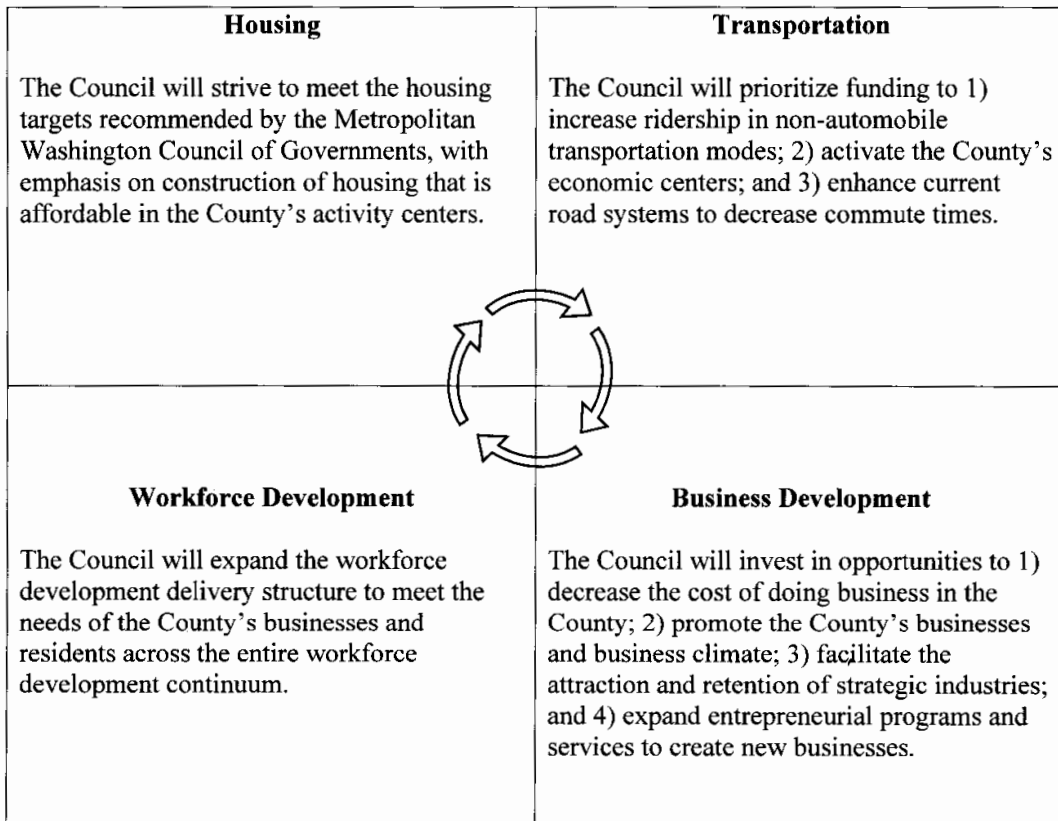 Housing
The Council will strive to meet the housing
targets recommended by the Metropolitan
Washington Council of Governments, with
emphasis on construction of housing that is
affordable in the County's activity centers.
Transportation
The Council will prioritize funding to 1)
increase ridership in non-automobile
transportation modes; 2) activate the County's
economic centers; and 3) enhance current
road systems to decrease commute times.
Workforce Development
The Council will expand the workforce
development delivery structure to meet the
needs of the County's businesses and
residents across the entire workforce
development continuum.
Business Development
The Council will invest in opportunities to 1)
decrease the cost of doing business in the
County; 2) promote the County's businesses
and business climate; 3) facilitate the
attraction and retention of strategic industries;
and 4) expand entrepreneurial programs and
services to create new businesses.